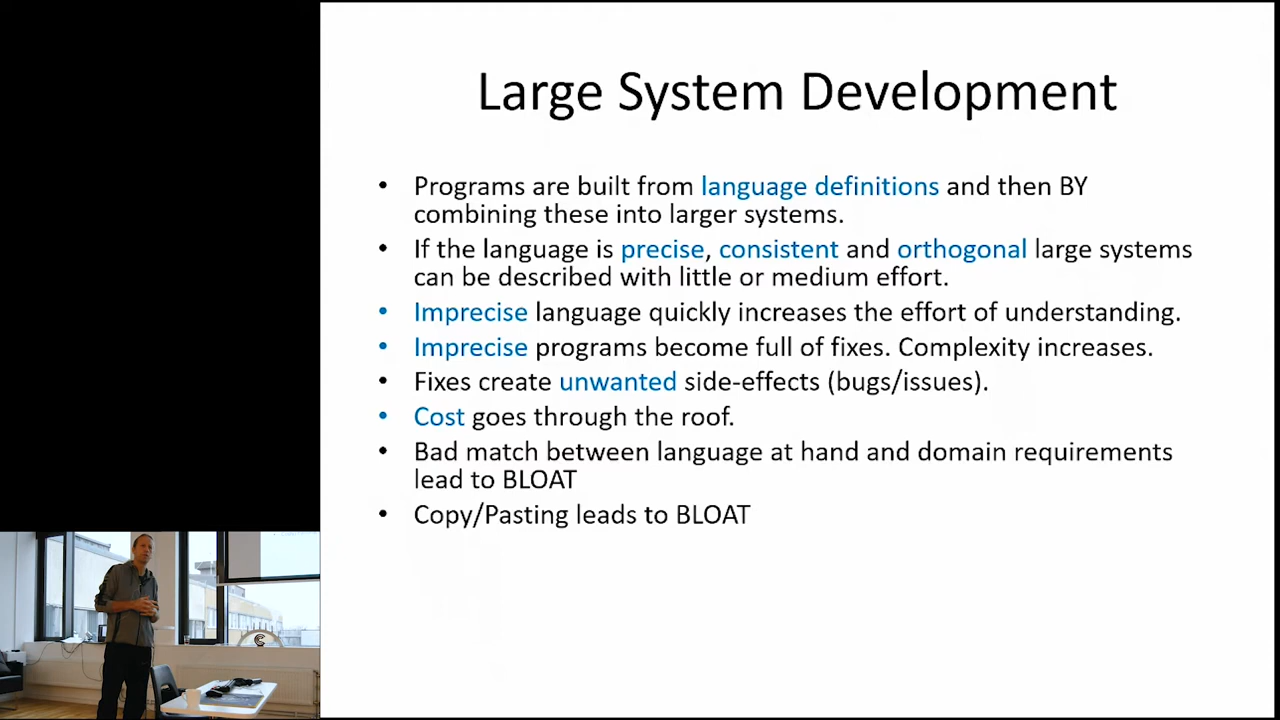 Large System Development
• Programs are built from language definitions and then BY
combining these into larger systems.
• If the language is precise, consistent and orthogonal large systems
can be described with little or medium effort.
• Imprecise language quickly increases the effort of understanding.
• Imprecise programs become full of fixes. Complexity increases.
• Fixes create unwanted side-effects (bugs/issues).
• Cost goes through the roof.
• Bad match between language at hand and domain requirements
lead to BLOAT
• Copy/Pasting leads to BLOAT